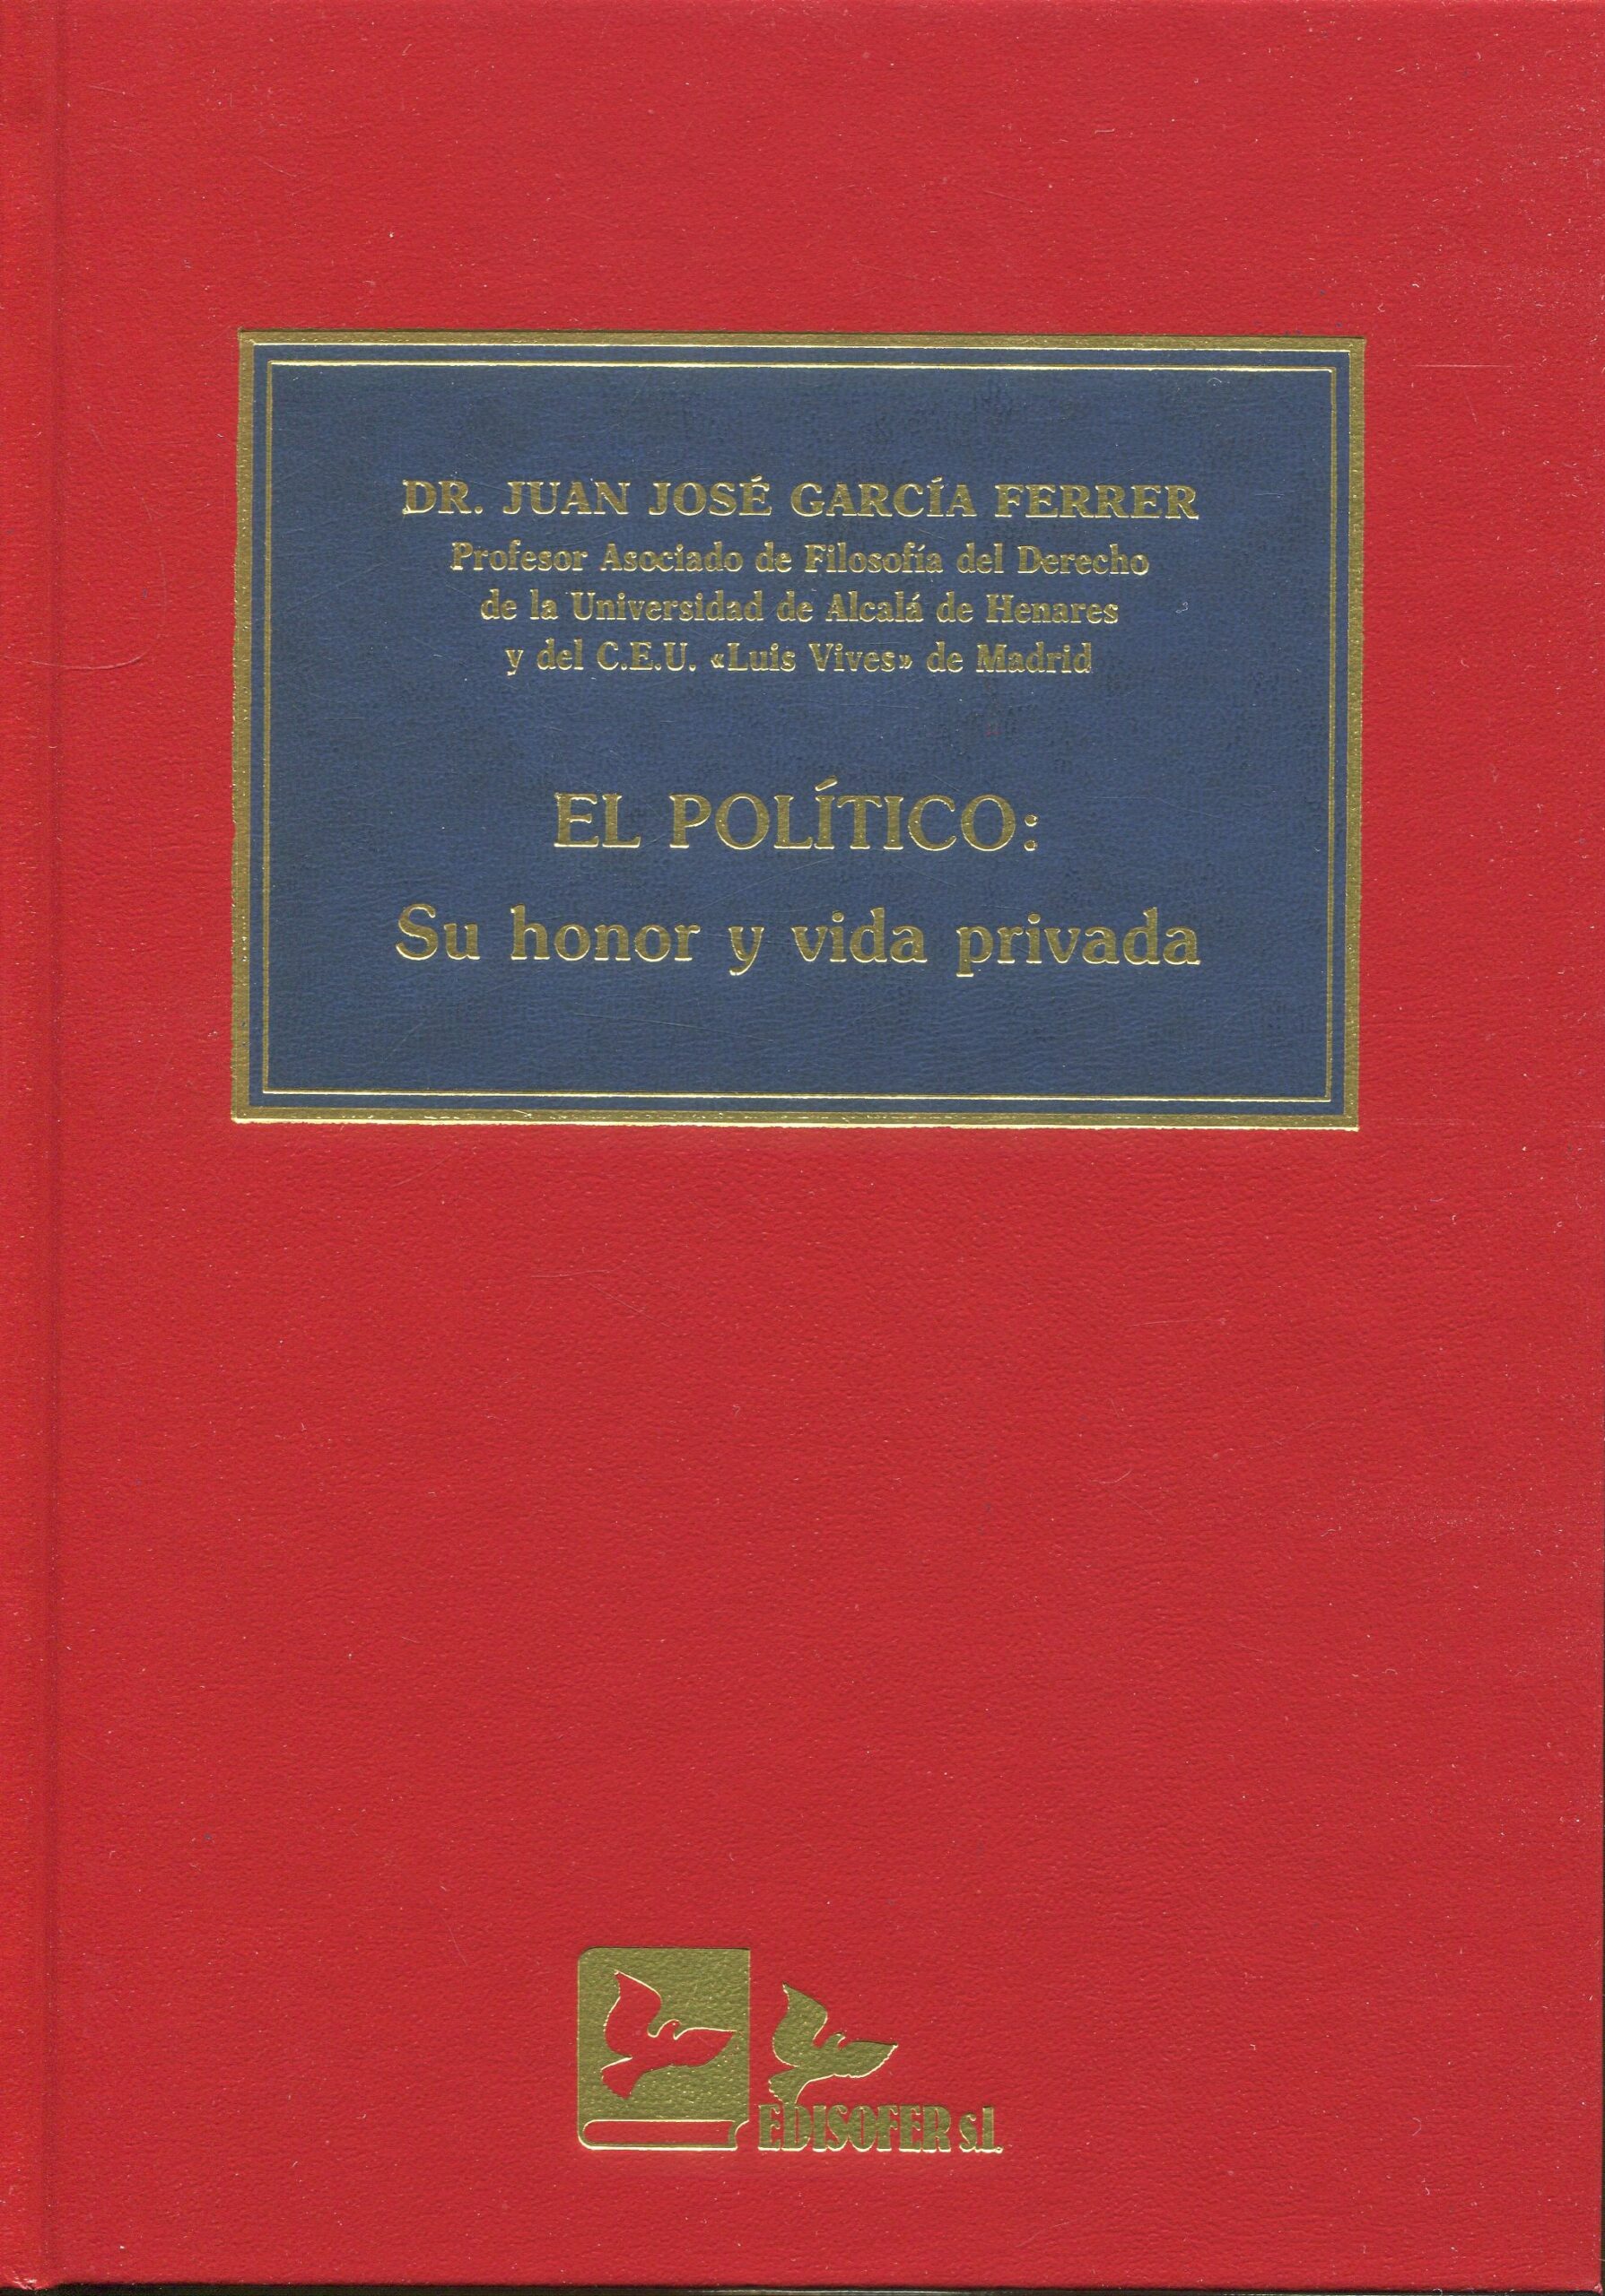 DR. JUAN JOSÉ GARCÍA FERRER
Profesor Asociado de Filosofía del Derecho
de la Universidad de Alcalá de Henares
y del C.E.U. «Luis Vives» de Madrid
EL POLÍTICO:
Su honor y vida privada
EDISOFER s.l.